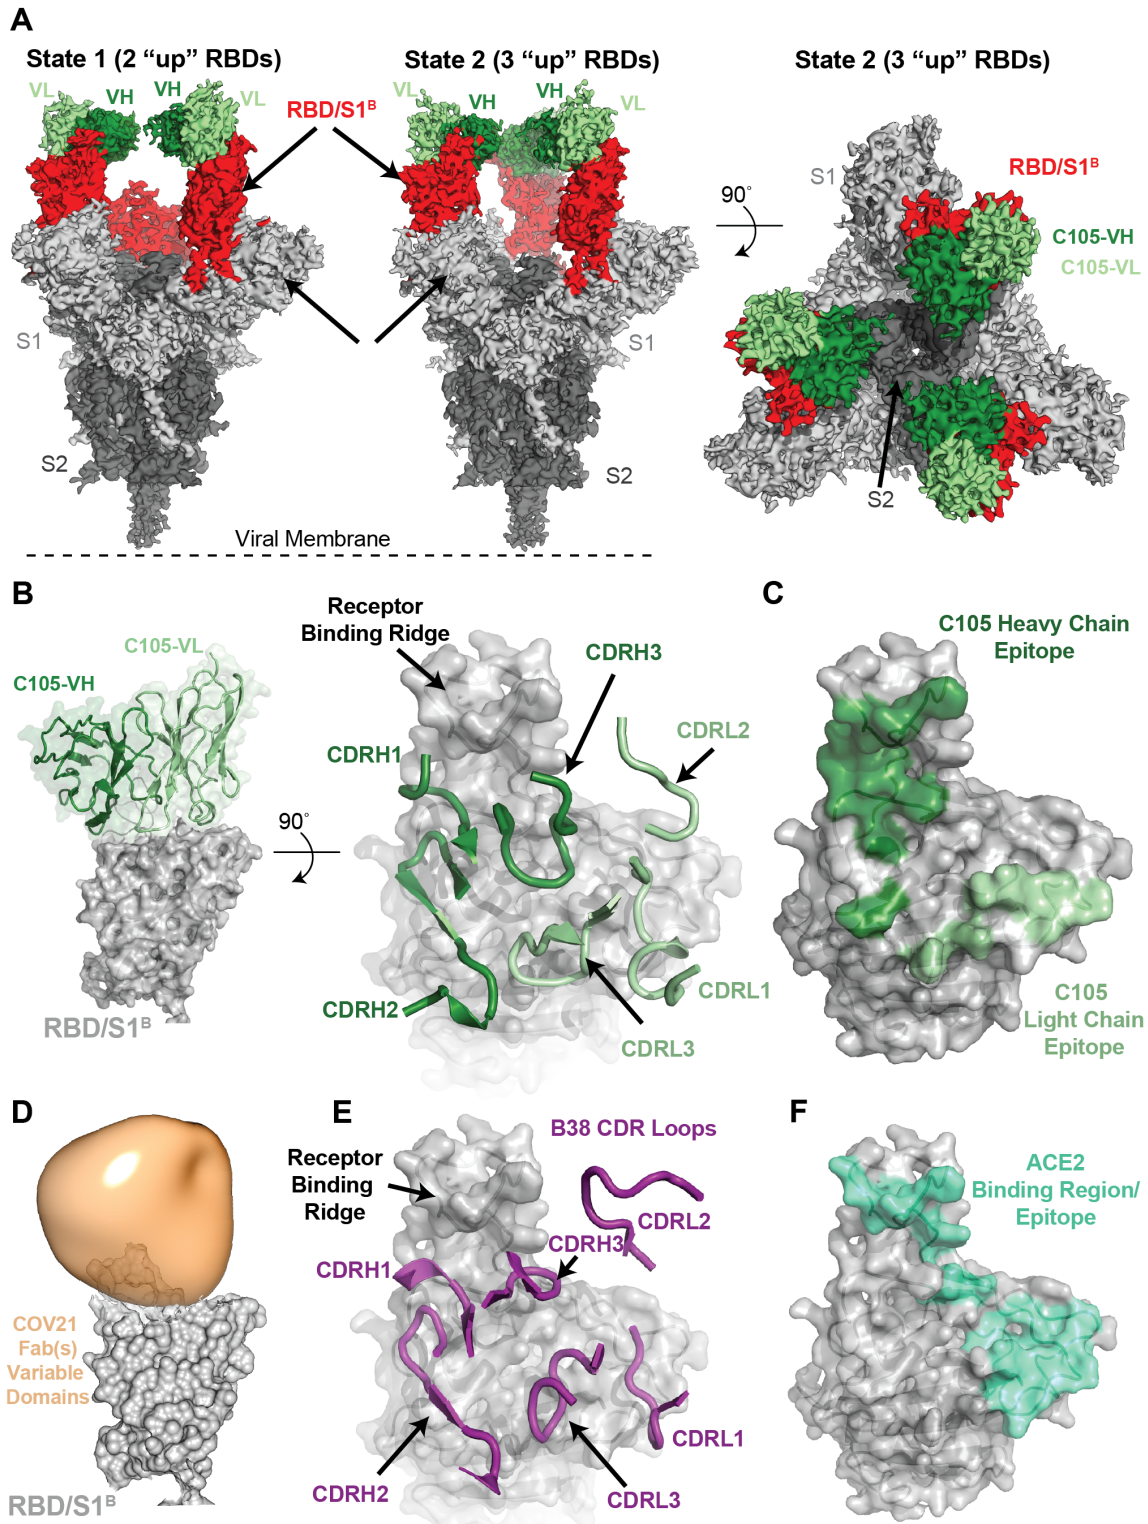 A
State 1 (2 “up” RBDs)
State 2 (3 “up” RBDs)
State 2 (3 “up” RBDs)
VL
VH
VH
VL
RBD/S1ᴮ
VL
VH
VL
S1
S2
S1
S2
90°
S1
RBD/S1ᴮ
C105-VH
C105-VL
S2
Viral Membrane
B
C105-VL
C105-VH
RBD/S1ᴮ
90°
Receptor
Binding Ridge
CDRH3
CDRH1
CDRL2
CDRH2
CDRL1
CDRL3
C
C105 Heavy Chain
Epitope
C105
Light Chain
Epitope
D
COV21
Fab(s)
Variable
Domains
RBD/S1ᴮ
E
B38 CDR Loops
Receptor
Binding
Ridge
CDRL2
CDRH3
CDRH1
CDRL1
CDRH2
CDRL3
F
ACE2
Binding Region/
Epitope